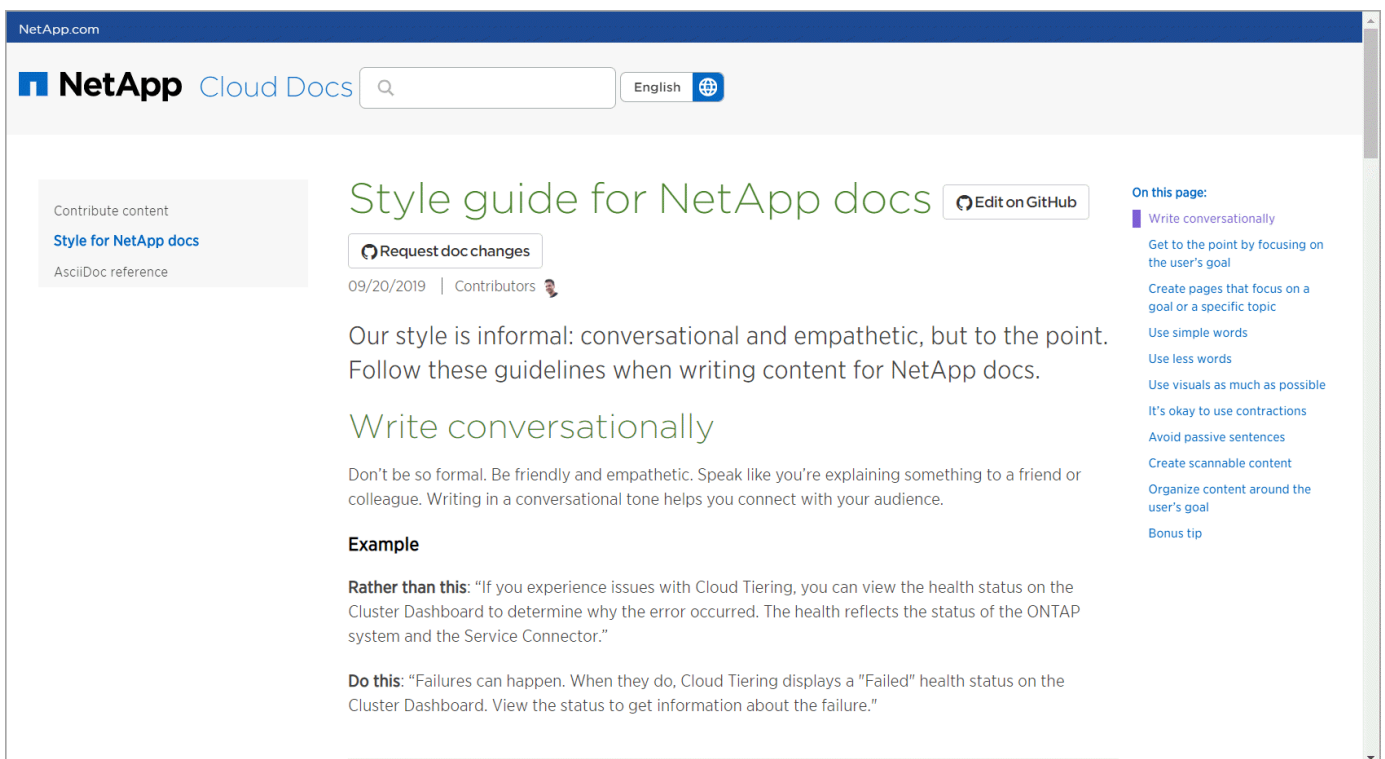 NetApp.com
NetApp Cloud Docs
English
Contribute content
Style for NetApp docs
AsciiDoc reference
Style guide for NetApp docs
Edit on GitHub
Request doc changes
09/20/2019 | Contributors
Our style is informal: conversational and empathetic, but to the point.
Follow these guidelines when writing content for NetApp docs.
Write conversationally
Don’t be so formal. Be friendly and empathetic. Speak like you’re explaining something to a friend or
colleague. Writing in a conversational tone helps you connect with your audience.
Example
Rather than this: “If you experience issues with Cloud Tiering, you can view the health status on the
Cluster Dashboard to determine why the error occurred. The health reflects the status of the ONTAP
system and the Service Connector.”
Do this: “Failures can happen. When they do, Cloud Tiering displays a "Failed" health status on the
Cluster Dashboard. View the status to get information about the failure."
On this page:
Write conversationally
Get to the point by focusing on
the user’s goal
Create pages that focus on a
goal or a specific topic
Use simple words
Use less words
Use visuals as much as possible
It’s okay to use contractions
Avoid passive sentences
Create scannable content
Organize content around the
user’s goal
Bonus tip